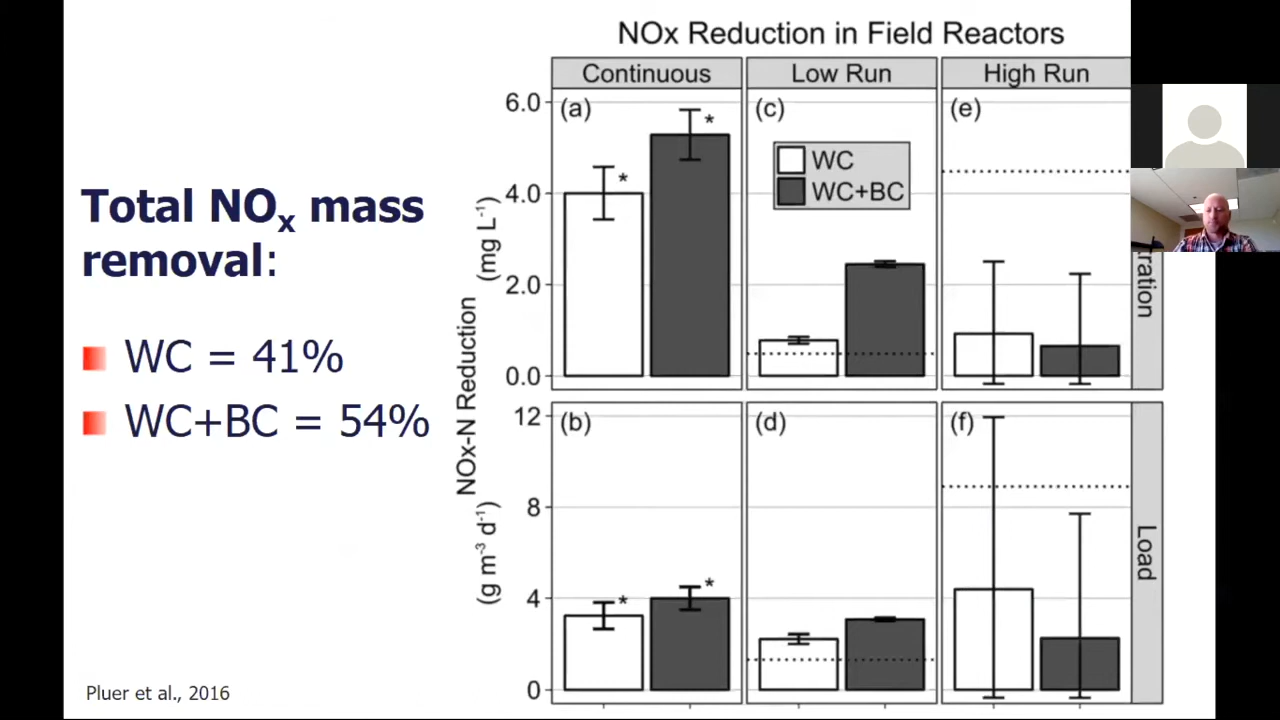 Total NOx mass
removal:
WC = 41%
WC+BC = 54%
Pluer et al., 2016
NOx Reduction in Field Reactors
Continuous
Low Run
High Run
NOx-N Reduction
(mg L⁻¹)
(g m⁻³ d⁻¹)
6.0
4.0
2.0
0.0
(a)
*
*
(c)
WC
WC+BC
(e)
ration
12
8
4
0
(b)
*
*
(d)
(f)
Load